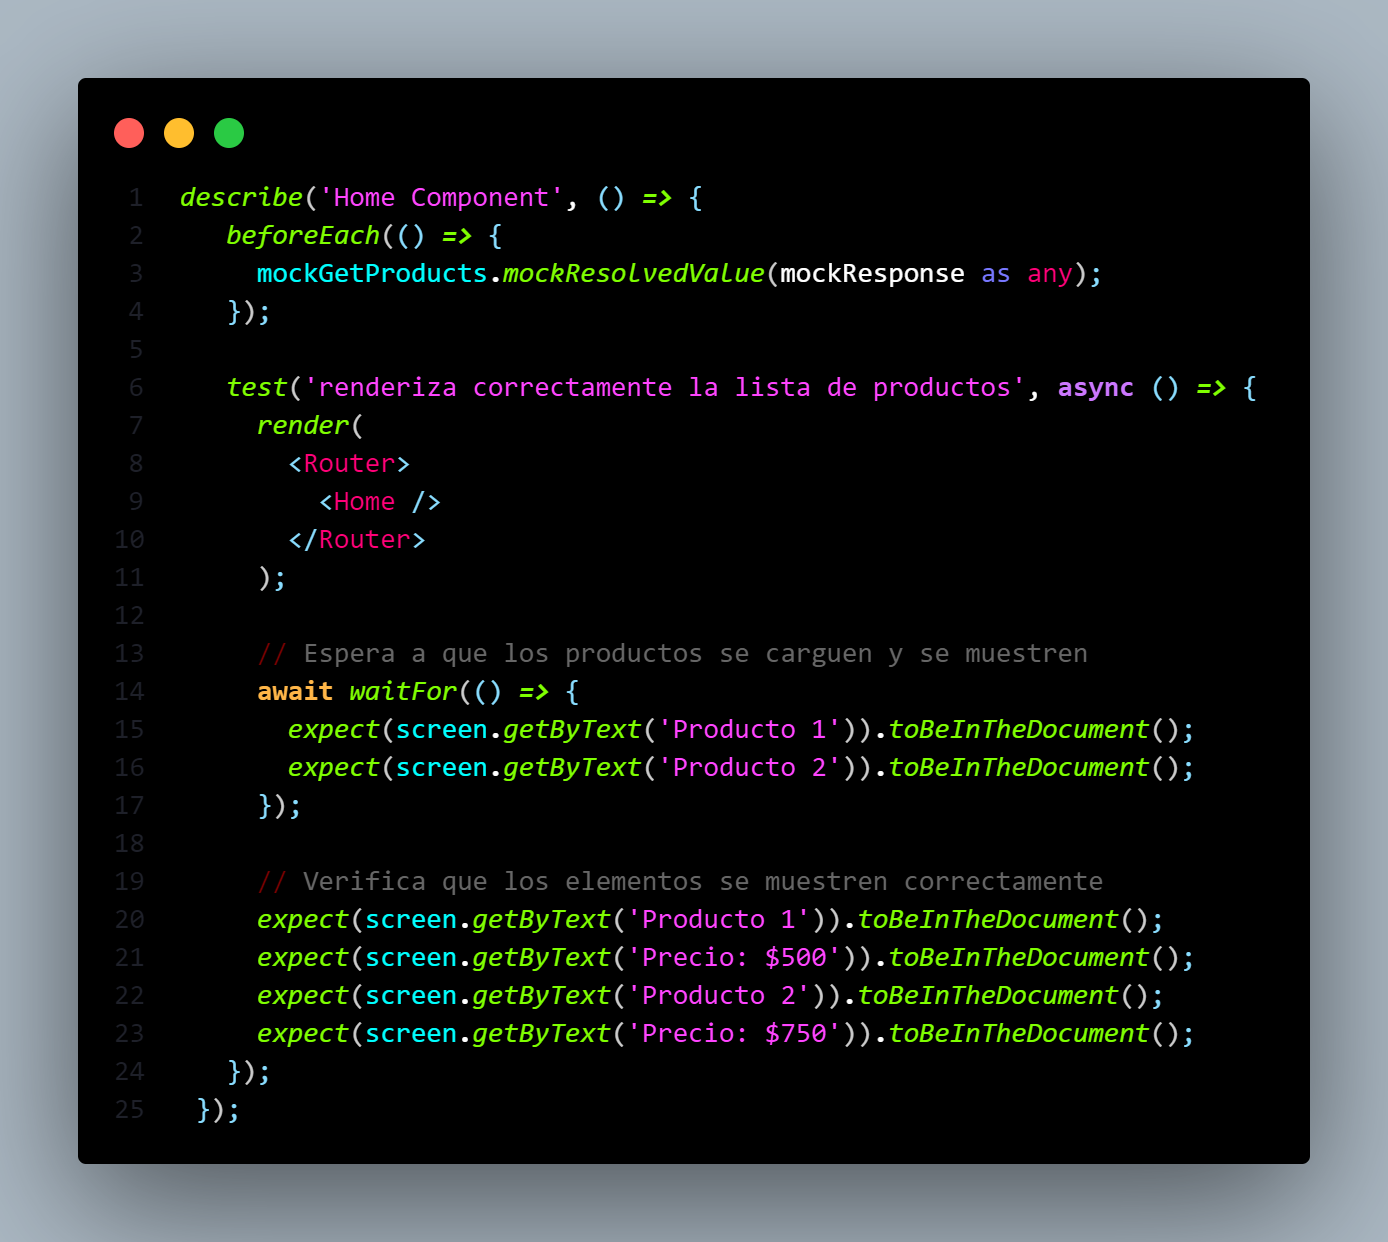 1 describe('Home Component', () => {
2 beforeEach(() => {
3 mockGetProducts.mockResolvedValue(mockResponse as any);
4 });
5
6 test('renderiza correctamente la lista de productos', async () => {
7 render(
8 <Router>
9 <Home />
10 </Router>
11 );
12
13 // Espera a que los productos se carguen y se muestren
14 await waitFor(() => {
15 expect(screen.getByText('Producto 1')).toBeInTheDocument();
16 expect(screen.getByText('Producto 2')).toBeInTheDocument();
17 });
18
19 // Verifica que los elementos se muestren correctamente
20 expect(screen.getByText('Producto 1')).toBeInTheDocument();
21 expect(screen.getByText('Precio: $500')).toBeInTheDocument();
22 expect(screen.getByText('Producto 2')).toBeInTheDocument();
23 expect(screen.getByText('Precio: $750')).toBeInTheDocument();
24 });
25 });